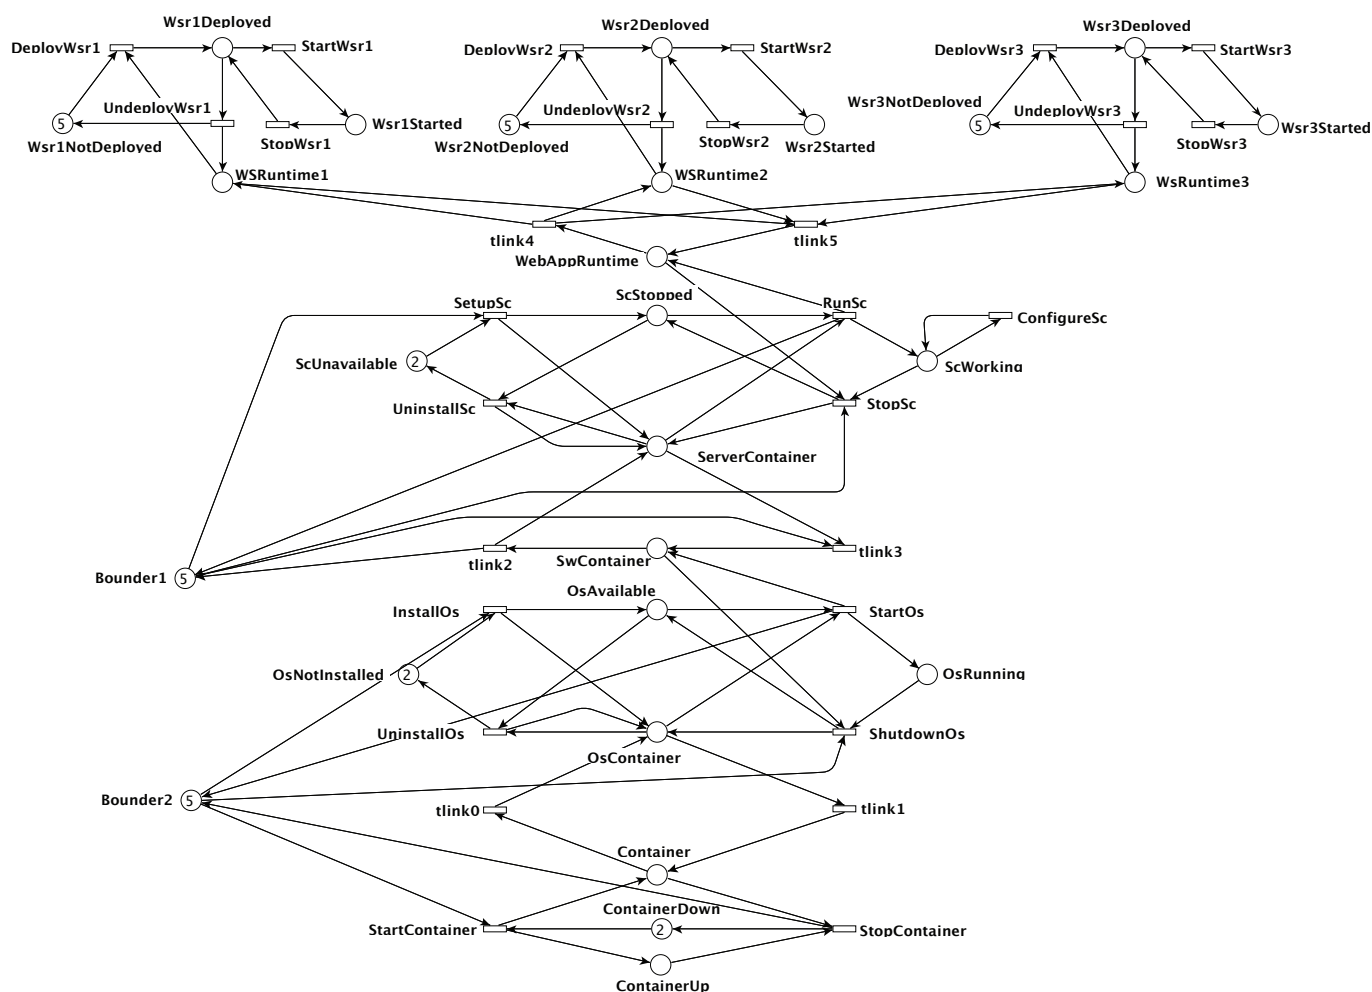 Wsr1Deployed
Wsr2Deployed
Wsr3Deployed
DeployWsr1
StartWsr1
DeployWsr2
StartWsr2
DeployWsr3
StartWsr3
UndeployWsr1
UndeployWsr2
Wsr3NotDeployed
UndeployWsr3
5
Wsr1Started
5
5
Wsr3Started
Wsr1NotDeployed
StopWsr1
Wsr2NotDeployed
StopWsr2
Wsr2Started
StopWsr3
WSRuntime1
WSRuntime2
WsRuntime3
tlink4
tlink5
WebAppRuntime
SetupSc
ScStopped
RunSc
ConfigureSc
ScUnavailable
2
ScWorking
UninstallSc
StopSc
ServerContainer
tlink2
SwContainer
tlink3
Bounder1
5
InstallOs
OsAvailable
StartOs
OsNotInstalled
2
OsRunning
UninstallOs
ShutdownOs
OsContainer
Bounder2
5
tlink0
tlink1
Container
ContainerDown
StartContainer
2
StopContainer
ContainerUp